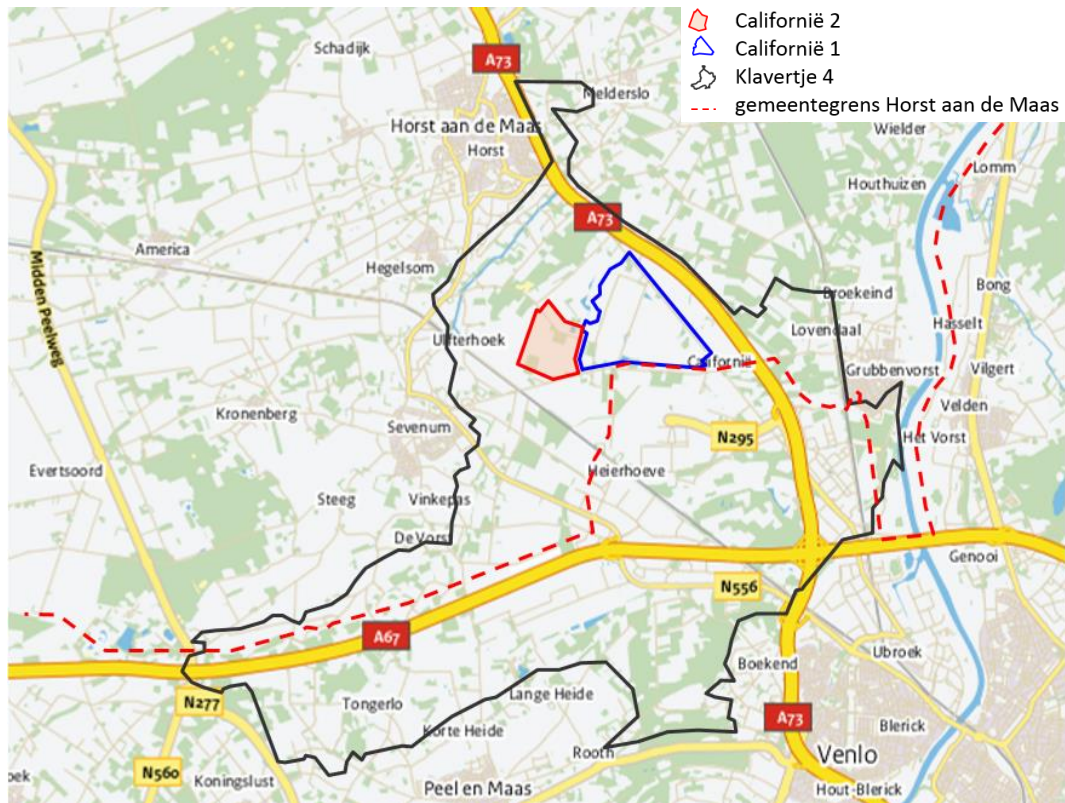 Californië 2
Californië 1
Klavertje 4
gemeentegrens Horst aan de Maas
Schadijk
A73
Melderslo
Horst aan de Maas
Horst
Wielder
Lomm
Houthuizen
A73
America
Hegelsom
Midden Peelweg
Bong
Broekeind
Hasselt
Lovendaal
Ulfterhoek
Californië
Grubbenvorst
Vilgert
Kronenberg
Velden
Sevenum
N295
Het Vorst
Evertsoord
Heierhoeve
Steeg
Vinkepas
De Vorst
Genooi
N556
A67
Ubroek
Boekend
N277
Tongerlo
Lange Heide
A73
Korte Heide
Blerick
Rooth
Venlo
N560
Koningslust
Peel en Maas
Hout-Blerick
oek